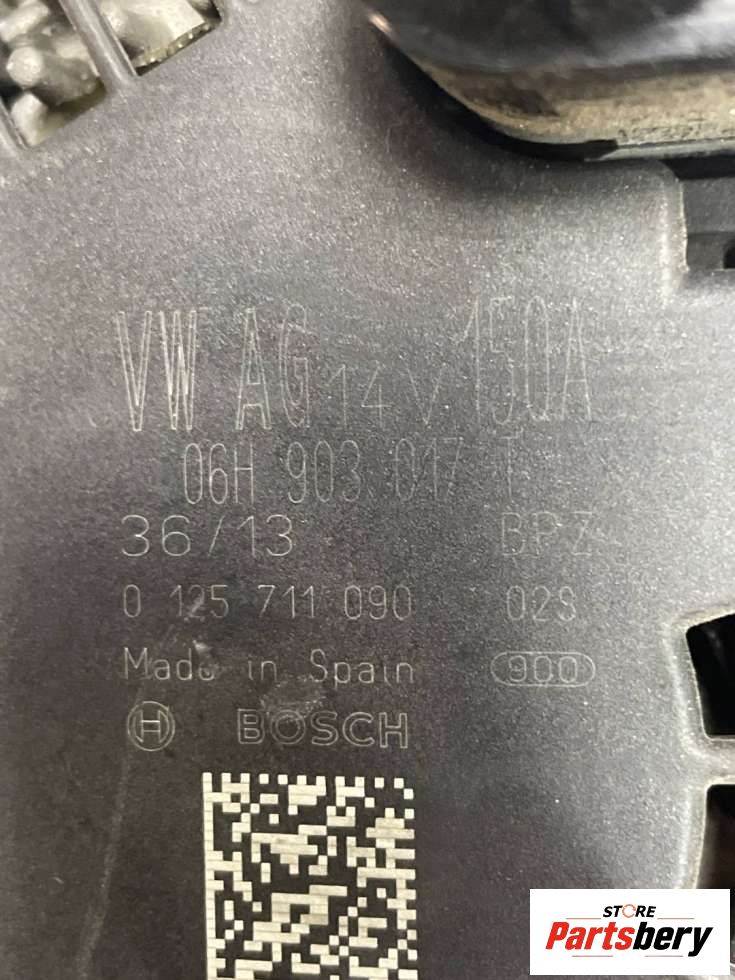 VW AG 14 V 150A
06H 903 017 T
36/13 BPZ
0 125 711 090 02S
Made in Spain 900
H BOSCH
STORE
Partsbery